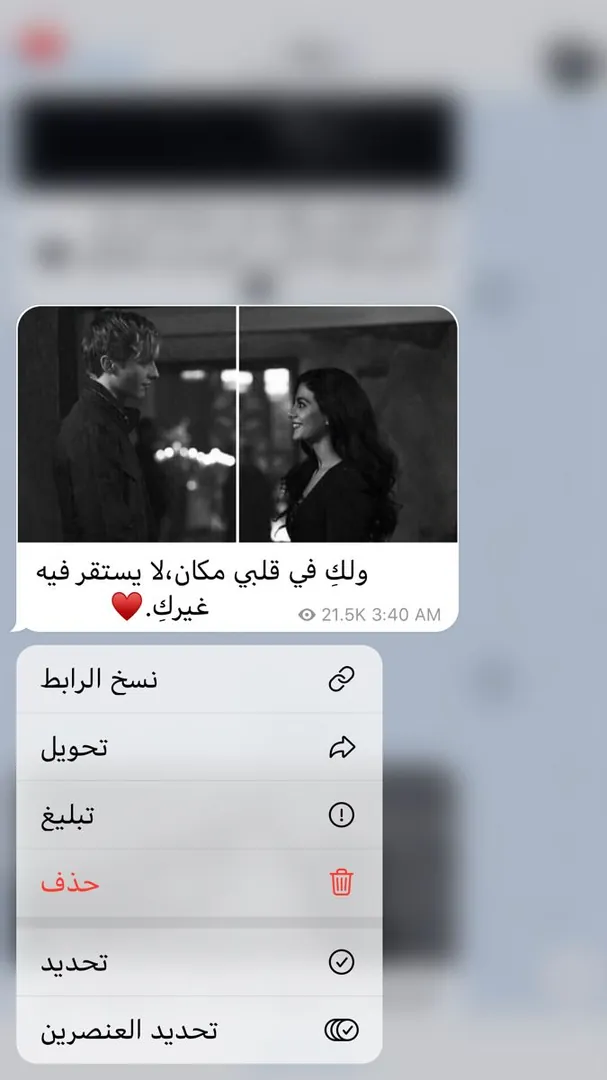 ولكِ في قلبي مكان،لا يستقر فيه
غيركِ.♥️
21.5K 3:40 AM
نسخ الرابط
تحويل
تبليغ
حذف
تحديد
تحديد العنصرين